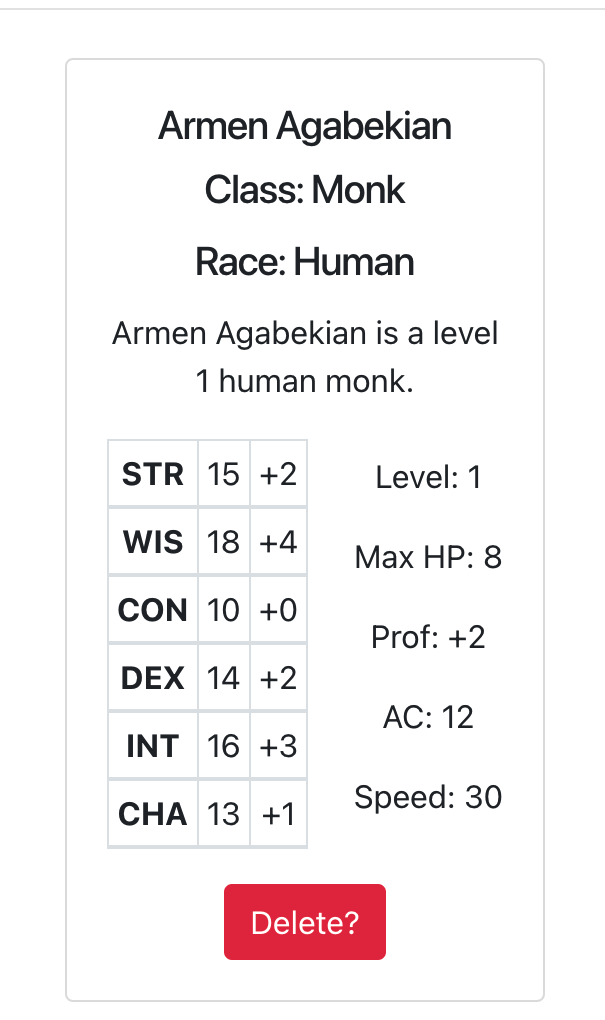 Armen Agabekian
Class: Monk
Race: Human
Armen Agabekian is a level
1 human monk.
STR 15 +2
WIS 18 +4
CON 10 +0
DEX 14 +2
INT 16 +3
CHA 13 +1
Level: 1
Max HP: 8
Prof: +2
AC: 12
Speed: 30
Delete?